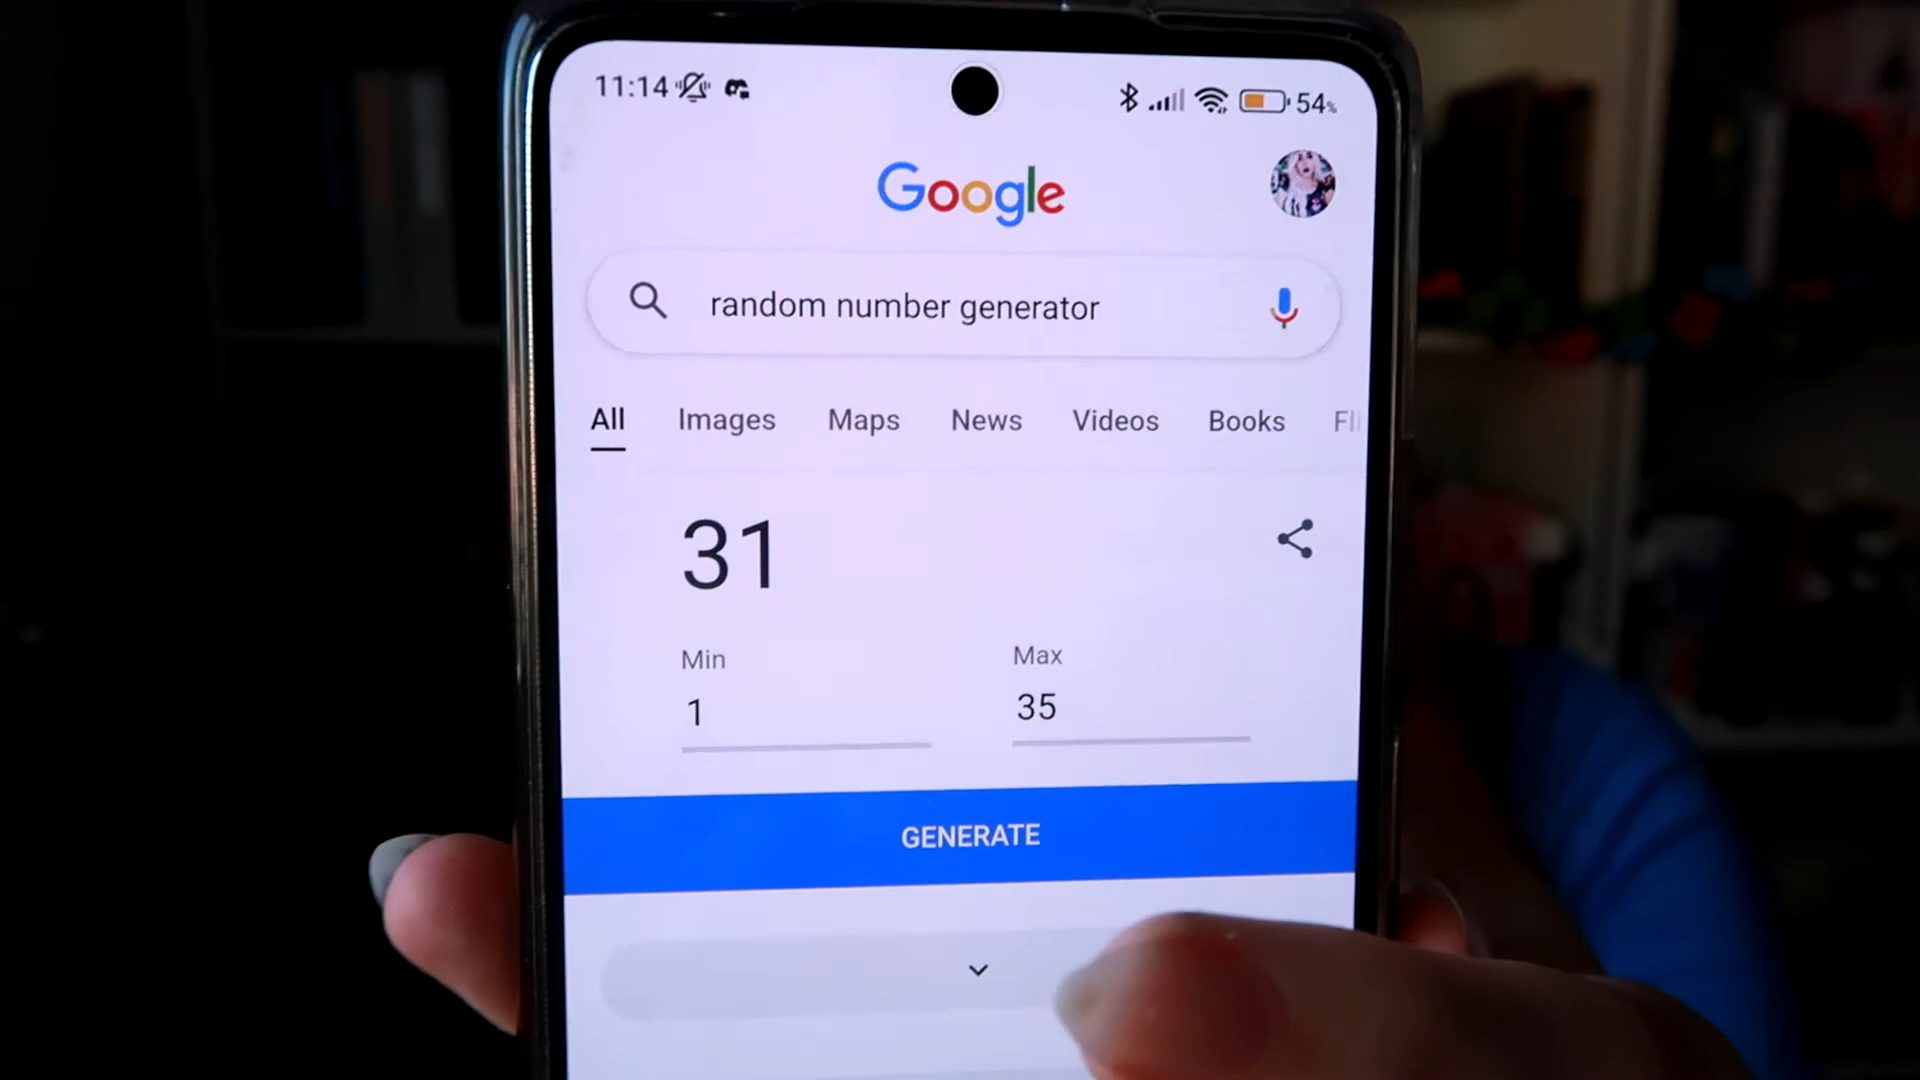 11:14 54%
Google
random number generator
All Images Maps News Videos Books
31
Min Max
1 35
GENERATE